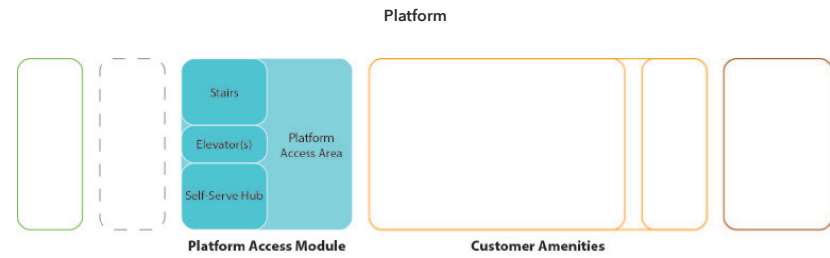 Platform
Stairs
Elevator(s)
Self-Serve Hub
Platform
Access Area
Platform Access Module
Customer Amenities